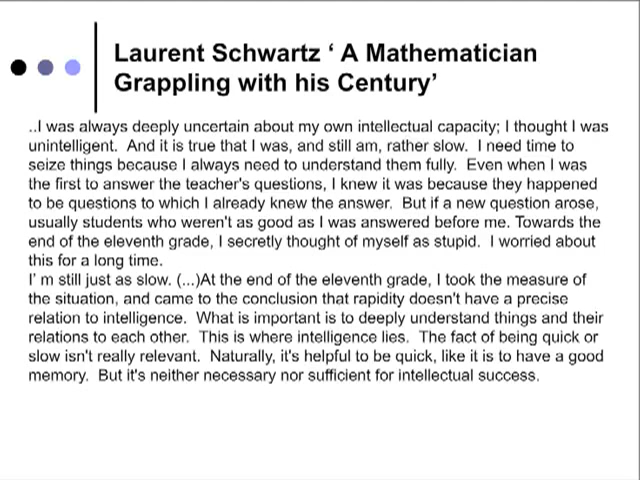 Laurent Schwartz ‘ A Mathematician
Grappling with his Century’
..I was always deeply uncertain about my own intellectual capacity; I thought I was
unintelligent.  And it is true that I was, and still am, rather slow.  I need time to
seize things because I always need to understand them fully.  Even when I was
the first to answer the teacher's questions, I knew it was because they happened
to be questions to which I already knew the answer.  But if a new question arose,
usually students who weren't as good as I was answered before me. Towards the
end of the eleventh grade, I secretly thought of myself as stupid.  I worried about
this for a long time.
I’ m still just as slow. (...)At the end of the eleventh grade, I took the measure of
the situation, and came to the conclusion that rapidity doesn't have a precise
relation to intelligence.  What is important is to deeply understand things and their
relations to each other.  This is where intelligence lies.  The fact of being quick or
slow isn't really relevant.  Naturally, it's helpful to be quick, like it is to have a good
memory.  But it's neither necessary nor sufficient for intellectual success.